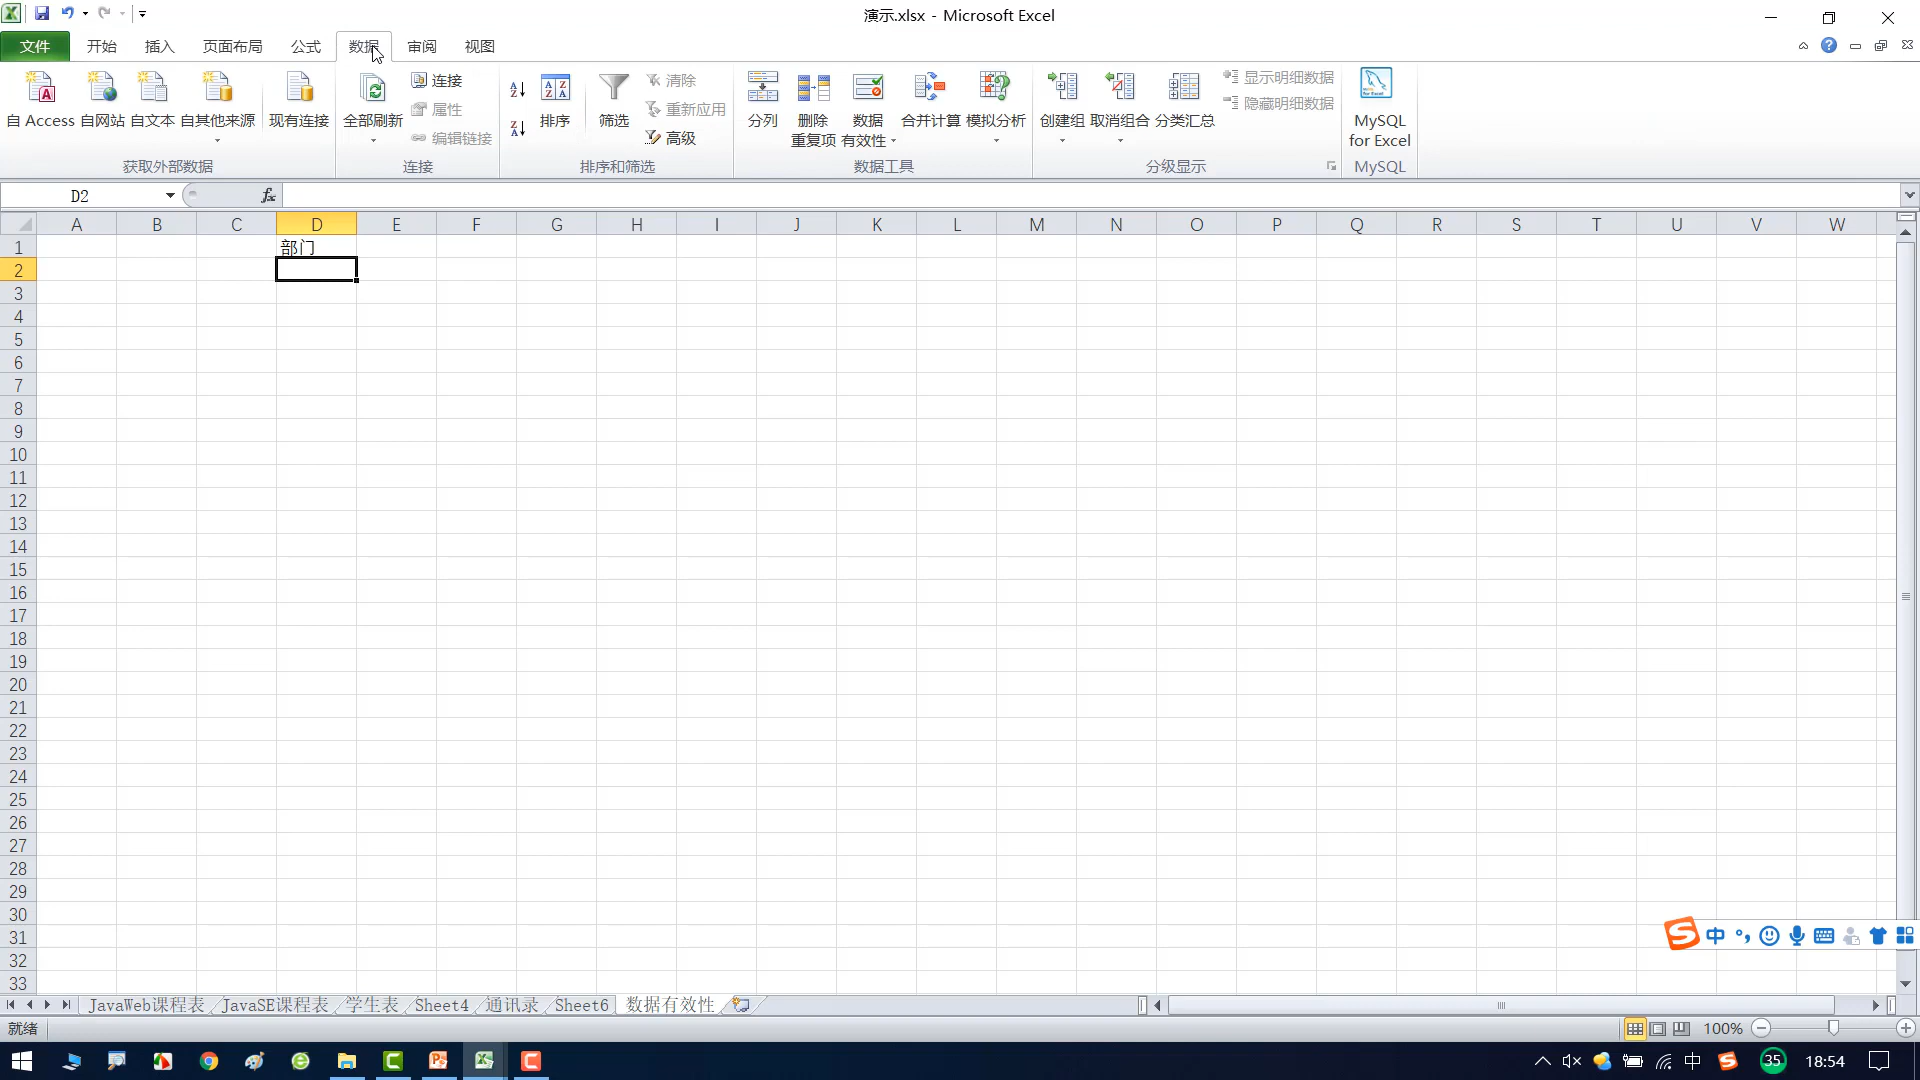 演示.xlsx - Microsoft Excel
文件 开始 插入 页面布局 公式 数据 审阅 视图
自 Access 自网站 自文本 自其他来源 现有连接
获取外部数据
全部刷新
连接
属性
编辑链接
连接
排序
筛选
清除
重新应用
高级
排序和筛选
分列
删除
重复项
数据
有效性
合并计算
模拟分析
数据工具
创建组
取消组合
分类汇总
显示明细数据
隐藏明细数据
分级显示
MySQL
for Excel
MySQL
D2 fx
A B C D E F G H I J K L M N O P Q R S T U V W
1 部门
2
3
4
5
6
7
8
9
10
11
12
13
14
15
16
17
18
19
20
21
22
23
24
25
26
27
28
29
30
31
32
33
中
JavaWeb课程表 JavaSE课程表 学生表 Sheet4 通讯录 Sheet6 数据有效性
就绪 100%
中 35 18:54